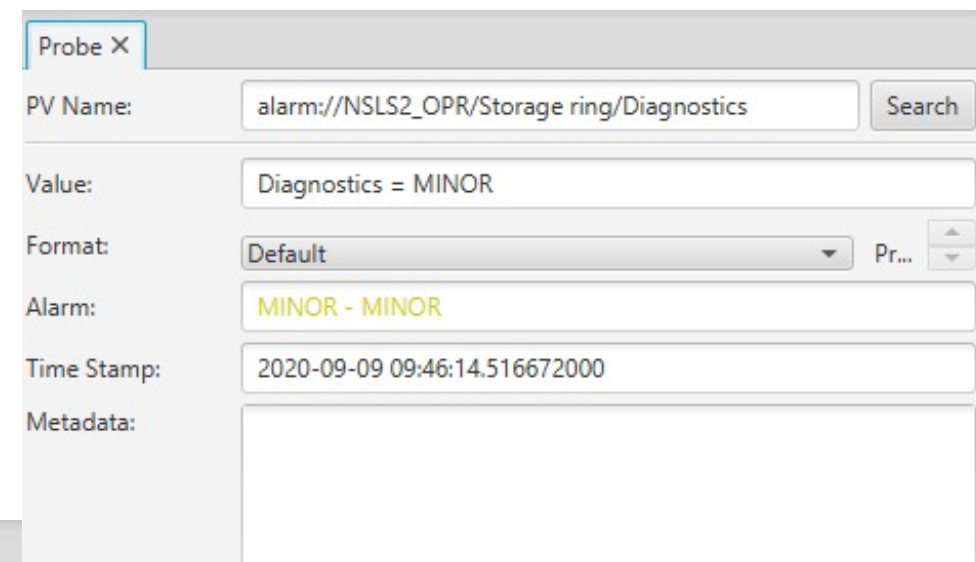 Probe X
PV Name: alarm://NSLS2_OPR/Storage ring/Diagnostics Search
Value: Diagnostics = MINOR
Format: Default Pr...
Alarm: MINOR - MINOR
Time Stamp: 2020-09-09 09:46:14.516672000
Metadata: